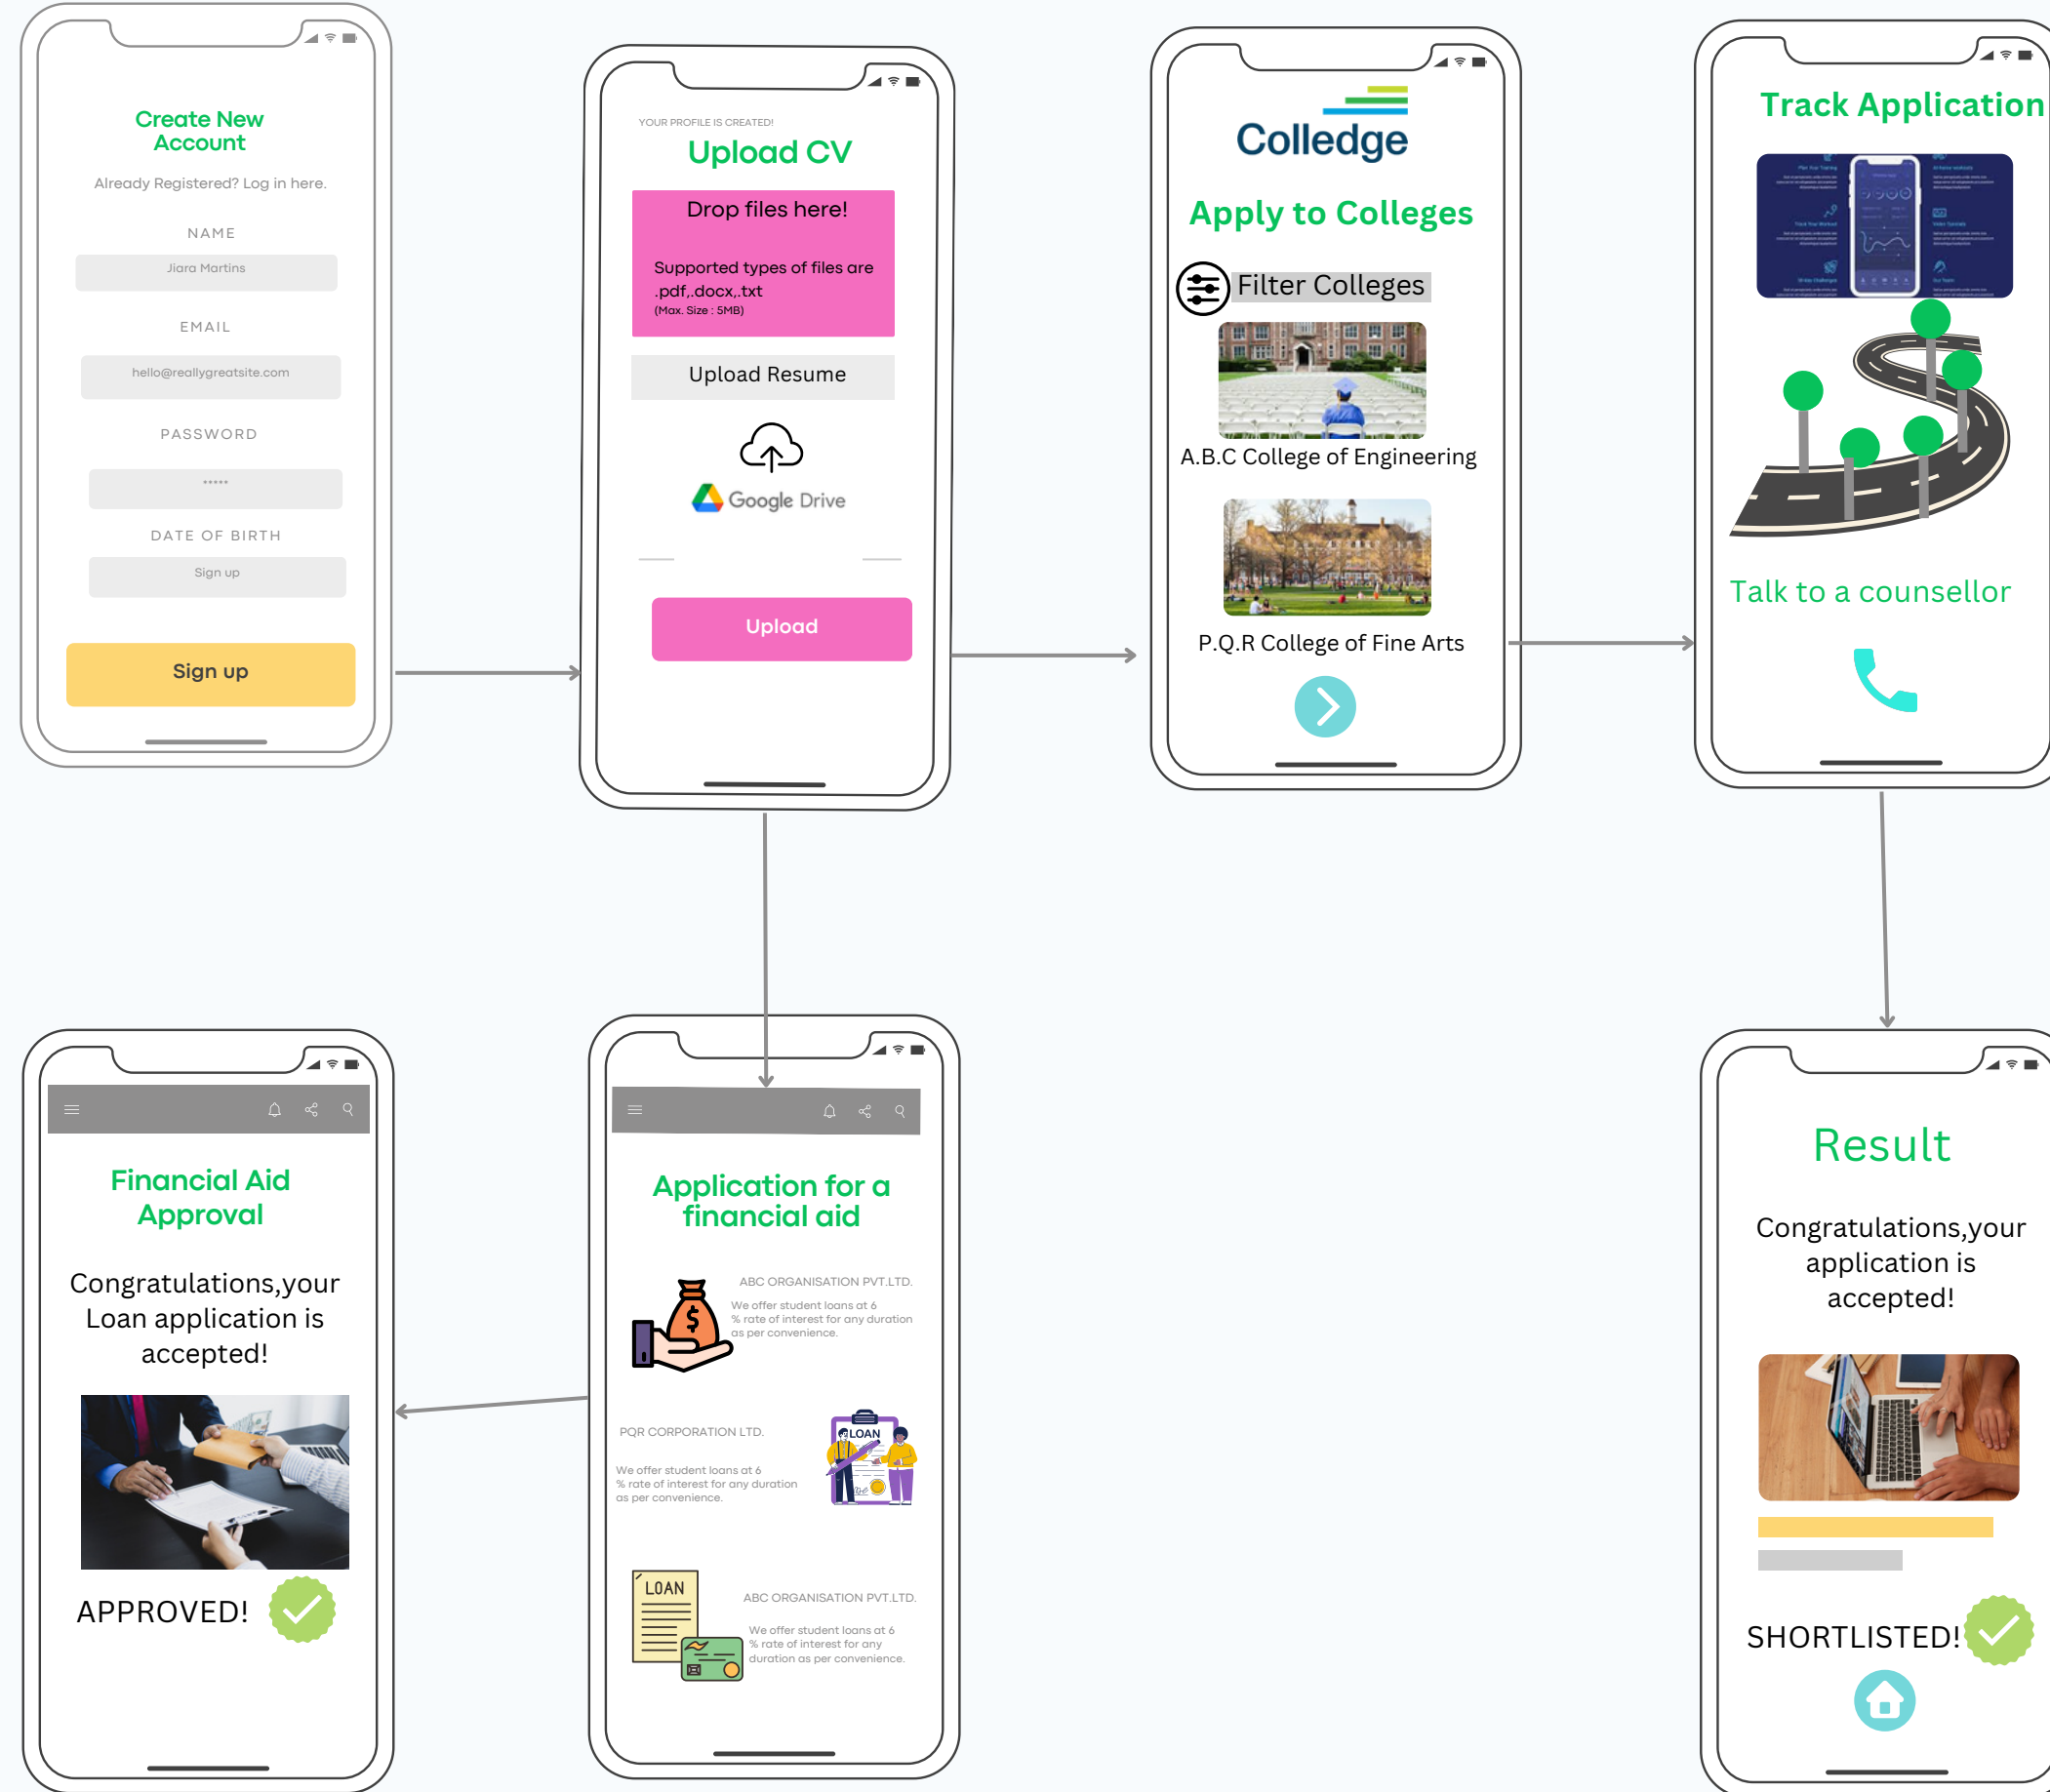 Create New
Account
Already Registered? Log in here.
NAME
Jiara Martins
EMAIL
hello@reallygreatsite.com
PASSWORD
*****
DATE OF BIRTH
Sign up
Sign up
YOUR PROFILE IS CREATED!
Upload CV
Drop files here!
Supported types of files are
.pdf,.docx,.txt
(Max. Size : 5MB)
Upload Resume
Google Drive
Upload
Colledge
Apply to Colleges
Filter Colleges
A.B.C College of Engineering
P.Q.R College of Fine Arts
Track Application
Talk to a counsellor
Financial Aid
Approval
Congratulations,your
Loan application is
accepted!
APPROVED!
Application for a
financial aid
ABC ORGANISATION PVT.LTD.
We offer student loans at 6
% rate of interest for any duration
as per convenience.
PQR CORPORATION LTD.
We offer student loans at 6
% rate of interest for any duration
as per convenience.
LOAN
LOAN
ABC ORGANISATION PVT.LTD.
We offer student loans at 6
% rate of interest for any
duration as per convenience.
Result
Congratulations,your
application is
accepted!
SHORTLISTED!